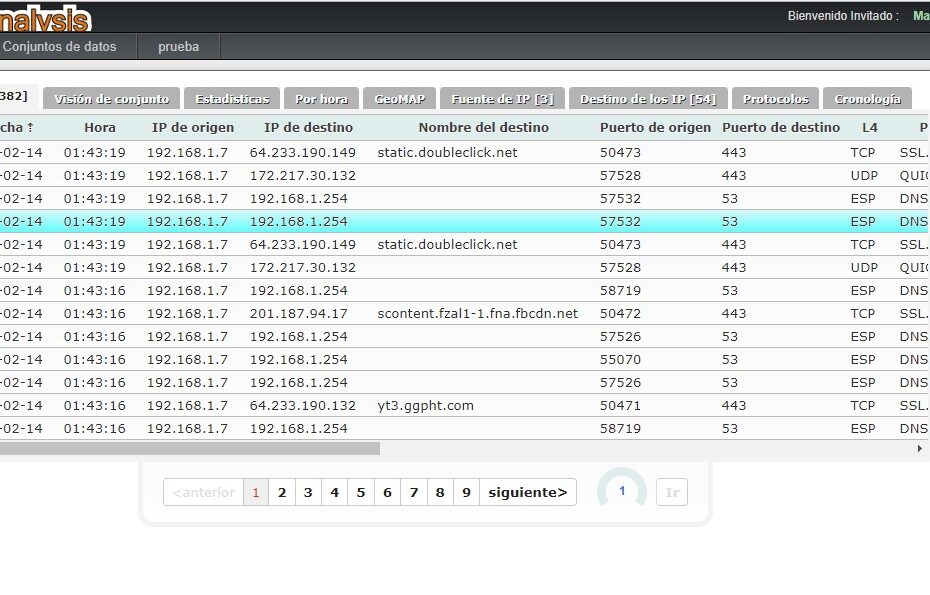 nalysis
Bienvenido Invitado : Ma
Conjuntos de datos prueba
382] Visión de conjunto Estadísticas Por hora GeoMAP Fuente de IP [3] Destino de los IP [54] Protocolos Cronología
cha ↑ Hora IP de origen IP de destino Nombre del destino Puerto de origen Puerto de destino L4 P
-02-14 01:43:19 192.168.1.7 64.233.190.149 static.doubleclick.net 50473 443 TCP SSL.
-02-14 01:43:19 192.168.1.7 172.217.30.132 57528 443 UDP QUIC
-02-14 01:43:19 192.168.1.7 192.168.1.254 57532 53 ESP DNS
-02-14 01:43:19 192.168.1.7 192.168.1.254 57532 53 ESP DNS
-02-14 01:43:19 192.168.1.7 64.233.190.149 static.doubleclick.net 50473 443 TCP SSL.
-02-14 01:43:19 192.168.1.7 172.217.30.132 57528 443 UDP QUIC
-02-14 01:43:16 192.168.1.7 192.168.1.254 58719 53 ESP DNS
-02-14 01:43:16 192.168.1.7 201.187.94.17 scontent.fzal1-1.fna.fbcdn.net 50472 443 TCP SSL.
-02-14 01:43:16 192.168.1.7 192.168.1.254 57526 53 ESP DNS
-02-14 01:43:16 192.168.1.7 192.168.1.254 55070 53 ESP DNS
-02-14 01:43:16 192.168.1.7 192.168.1.254 57526 53 ESP DNS
-02-14 01:43:16 192.168.1.7 64.233.190.132 yt3.ggpht.com 50471 443 TCP SSL.
-02-14 01:43:16 192.168.1.7 192.168.1.254 58719 53 ESP DNS
<anterior 1 2 3 4 5 6 7 8 9 siguiente> 1 Ir